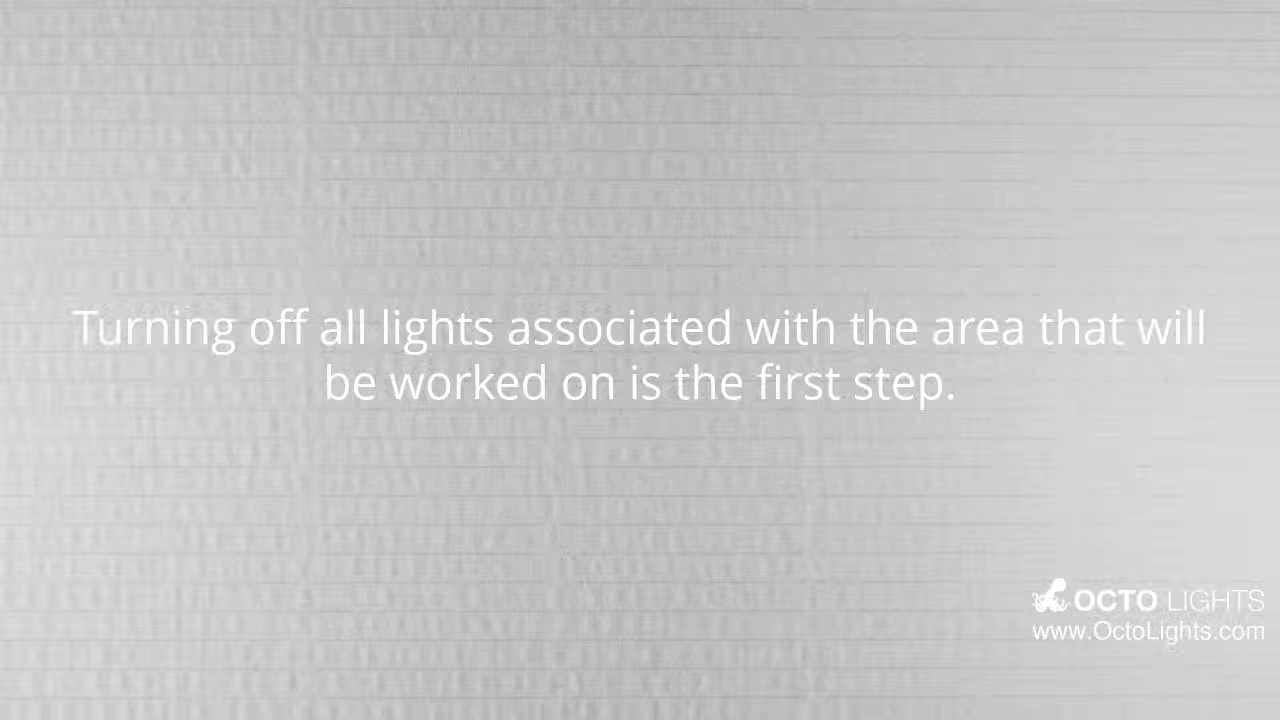 Turning off all lights associated with the area that will
be worked on is the first step.
OCTO LIGHTS
www.OctoLights.com